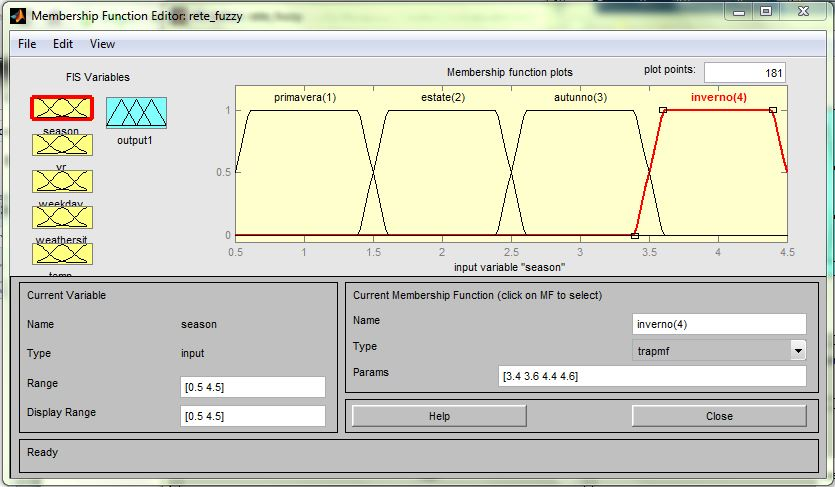 Membership Function Editor: rete_fuzzy
File Edit View
FIS Variables
season
yr
weekday
weathersit
temp
output1
Membership function plots
plot points: 181
primavera(1) estate(2) autunno(3) inverno(4)
1
0.5
0
0.5 1 1.5 2 2.5 3 3.5 4 4.5
input variable "season"
Current Variable
Name season
Type input
Range [0.5 4.5]
Display Range [0.5 4.5]
Current Membership Function (click on MF to select)
Name inverno(4)
Type trapmf
Params [3.4 3.6 4.4 4.6]
Help Close
Ready